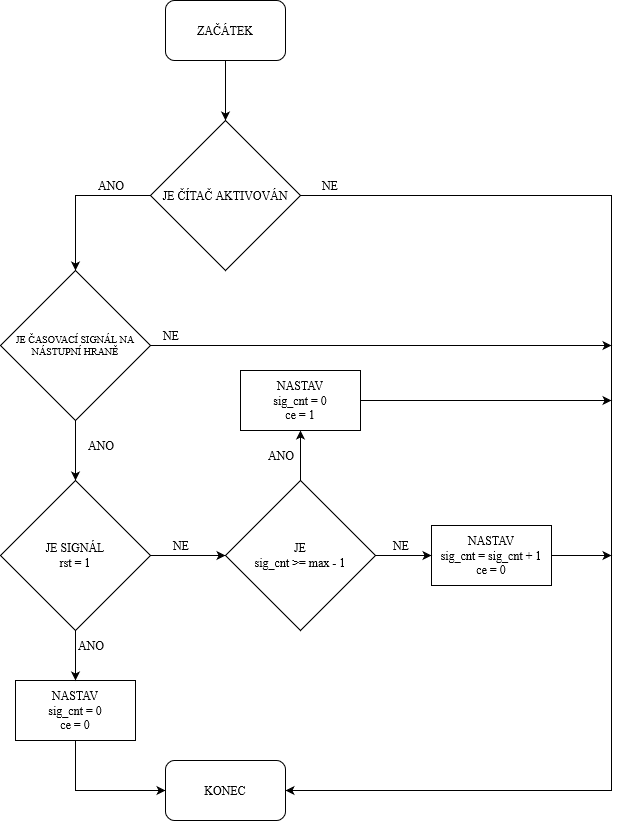 ZAČÁTEK
JE ČÍTAČ AKTIVOVÁN
ANO
NE
JE ČASOVACÍ SIGNÁL NA
NÁSTUPNÍ HRANĚ
NE
ANO
NASTAV
sig_cnt = 0
ce = 1
ANO
JE SIGNÁL
rst = 1
NE
JE
sig_cnt >= max - 1
NE
NASTAV
sig_cnt = sig_cnt + 1
ce = 0
ANO
NASTAV
sig_cnt = 0
ce = 0
KONEC